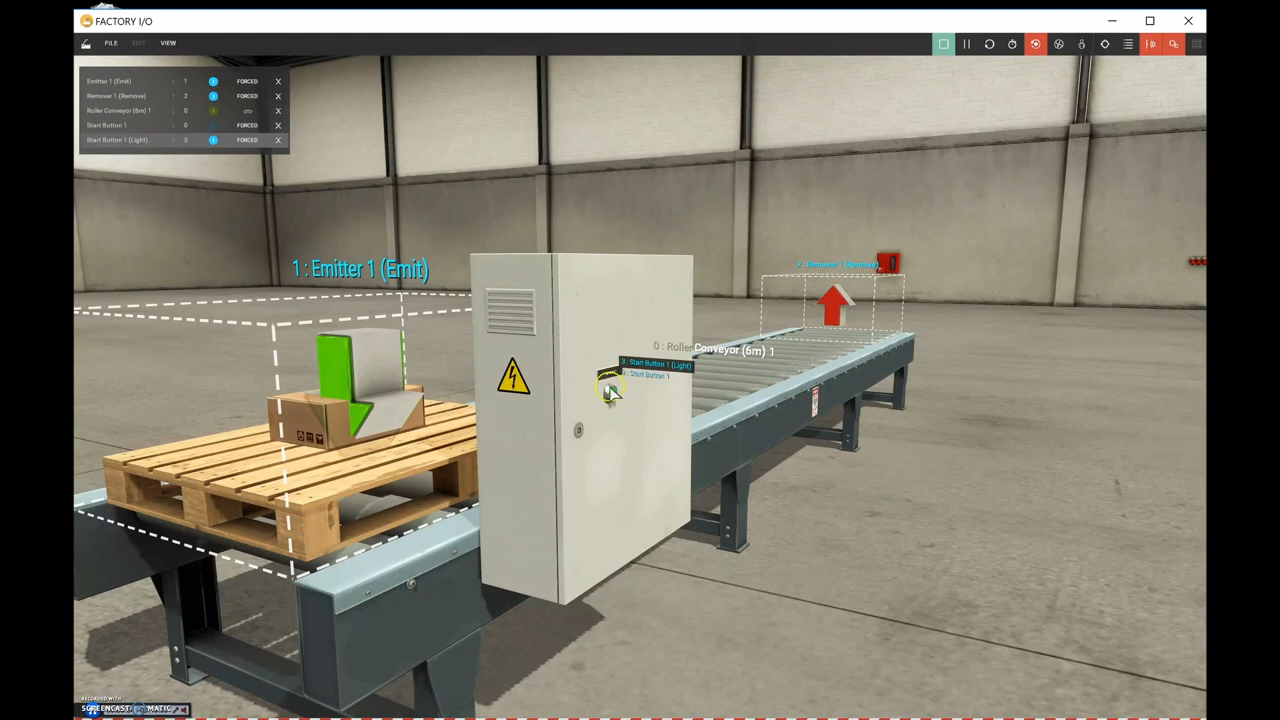 FACTORY I/O
FILE EDIT VIEW
Emitter 1 (Emit) : 1 FORCED X
Remover 1 (Remove) : 2 FORCED X
Roller Conveyor (6m) 1 : 0 X
Start Button 1 : 0 FORCED X
Start Button 1 (Light) : 3 FORCED X
1 : Emitter 1 (Emit)
2 : Remover 1 (Remove)
0 : Roller Conveyor (6m) 1
3 : Start Button 1 (Light)
Start Button 1
RECORDED WITH
SCREENCAST MATIC